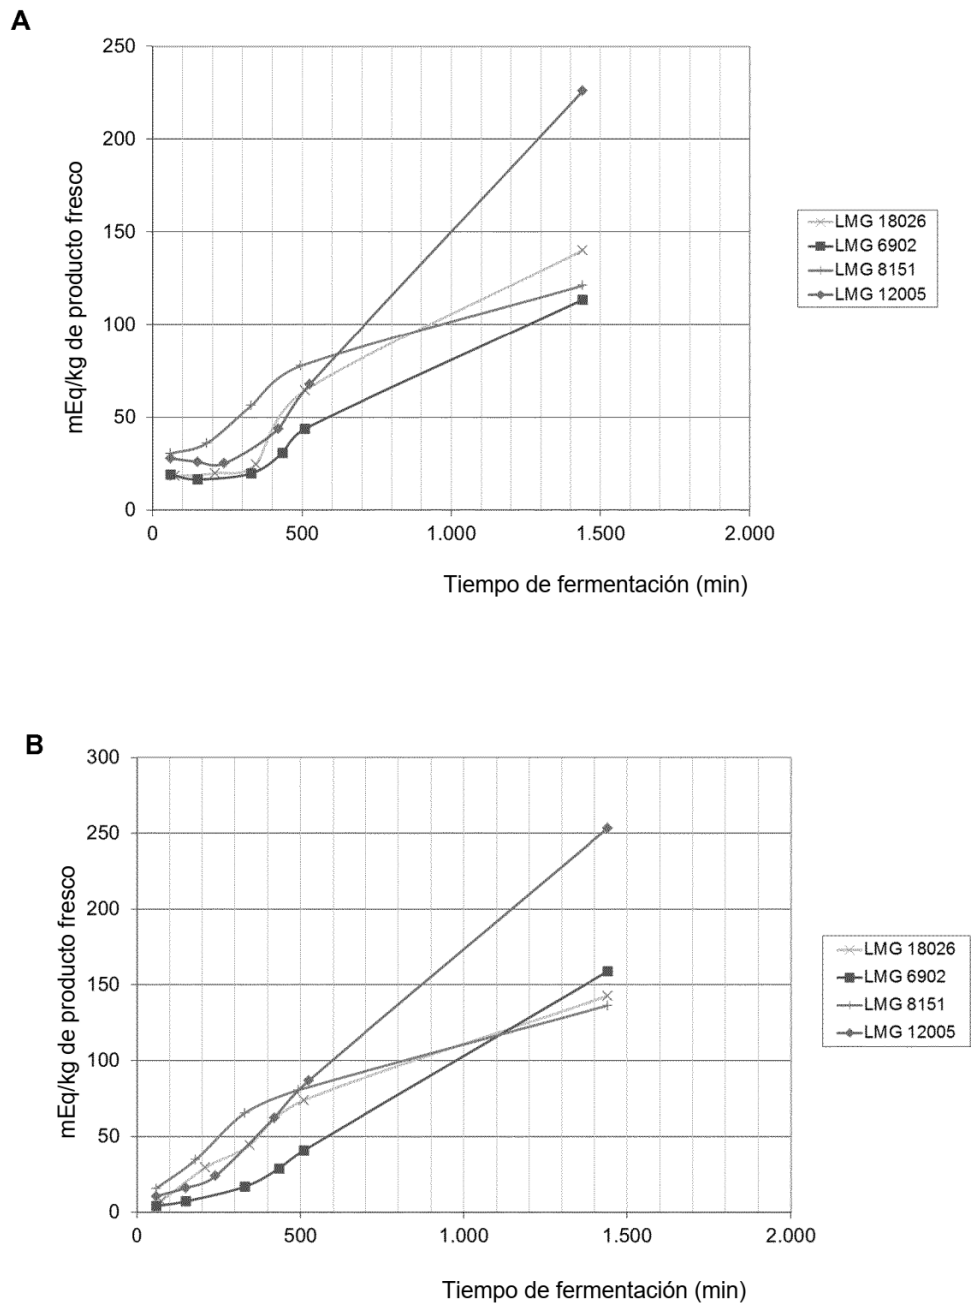 A
250
200
150
100
50
0
mEq/kg de producto fresco
0 500 1.000 1.500 2.000
Tiempo de fermentación (min)
LMG 18026
LMG 6902
LMG 8151
LMG 12005
B
300
250
200
150
100
50
0
mEq/kg de producto fresco
0 500 1.000 1.500 2.000
Tiempo de fermentación (min)
LMG 18026
LMG 6902
LMG 8151
LMG 12005